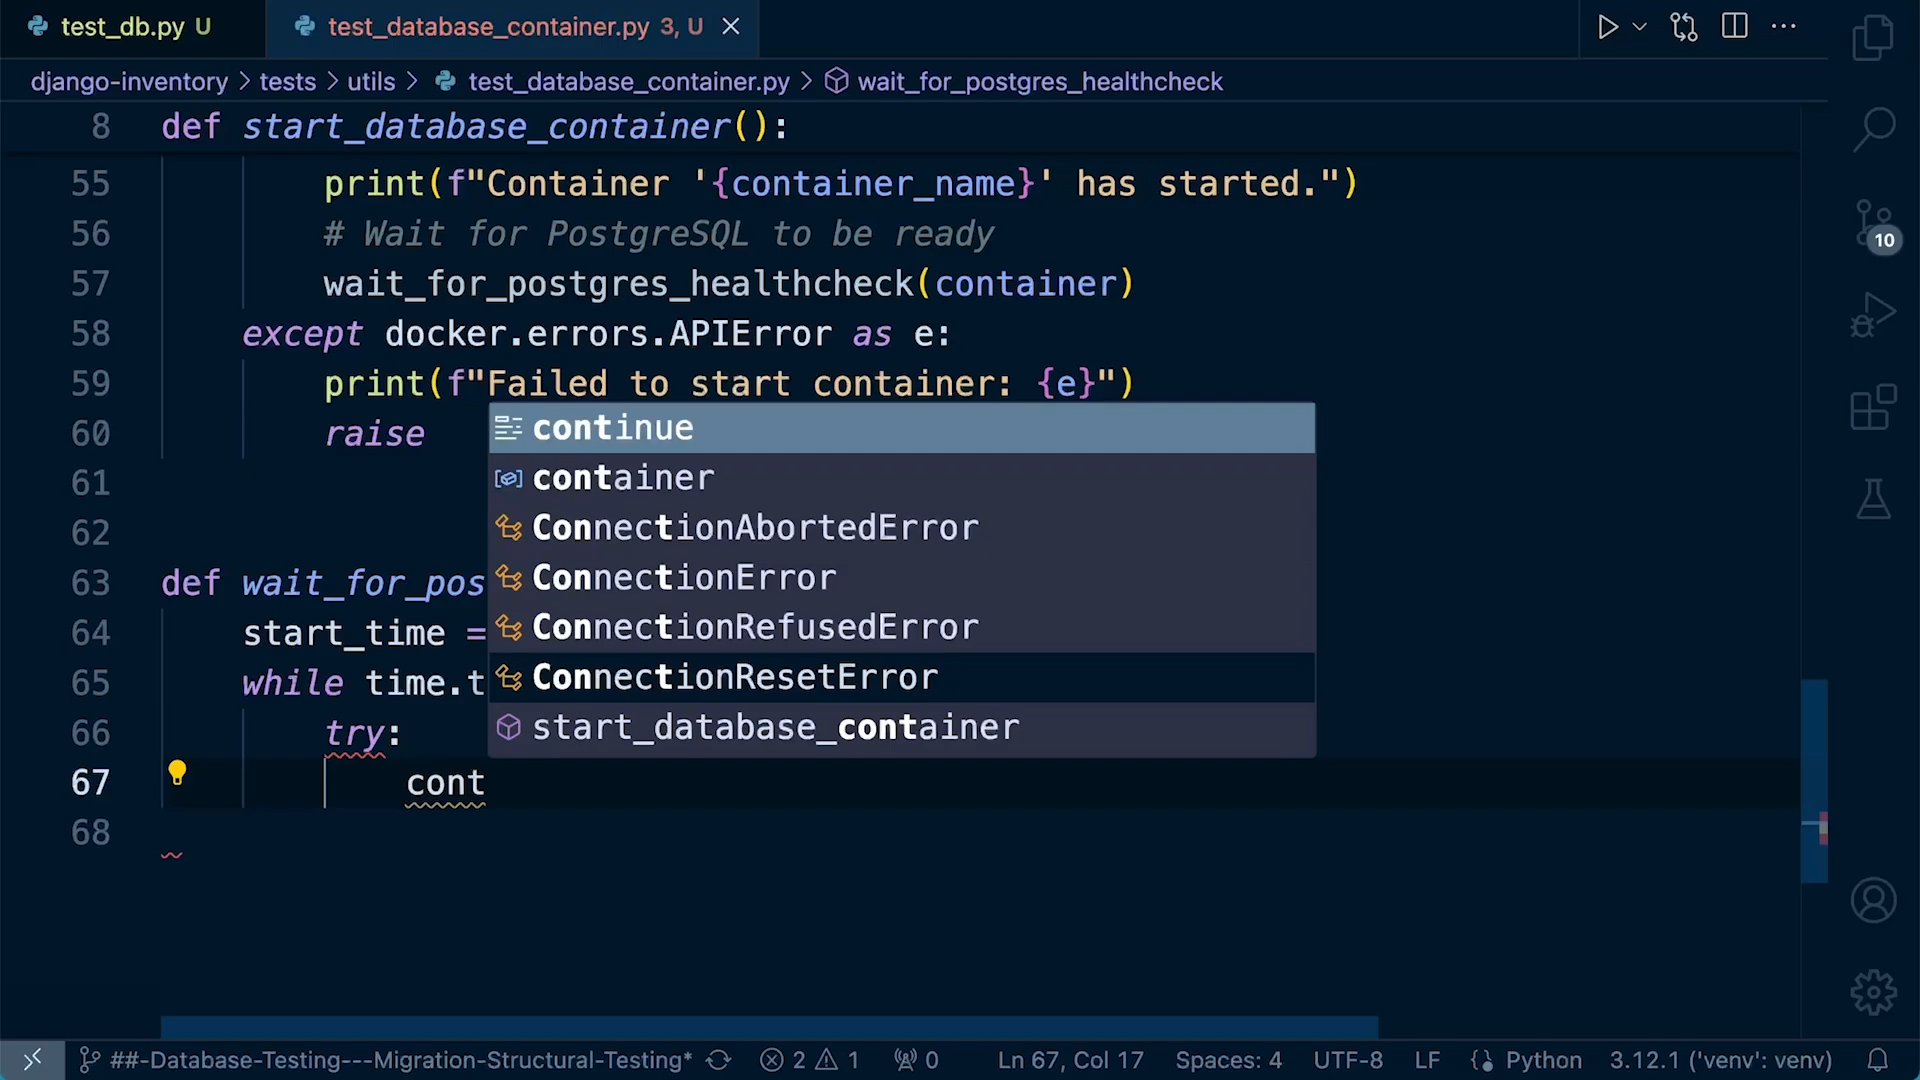 test_db.py U
test_database_container.py 3, U
django-inventory > tests > utils > test_database_container.py > wait_for_postgres_healthcheck
8 def start_database_container():
55 print(f"Container '{container_name}' has started.")
56 # Wait for PostgreSQL to be ready
57 wait_for_postgres_healthcheck(container)
58 except docker.errors.APIError as e:
59 print(f"Failed to start container: {e}")
60 raise
61
62
63 def wait_for_pos
64 start_time =
65 while time.t
66 try:
67 cont
68
continue
container
ConnectionAbortedError
ConnectionError
ConnectionRefusedError
ConnectionResetError
start_database_container
10
##-Database-Testing---Migration-Structural-Testing* 2 1 0 Ln 67, Col 17 Spaces: 4 UTF-8 LF Python 3.12.1 ('venv': venv)